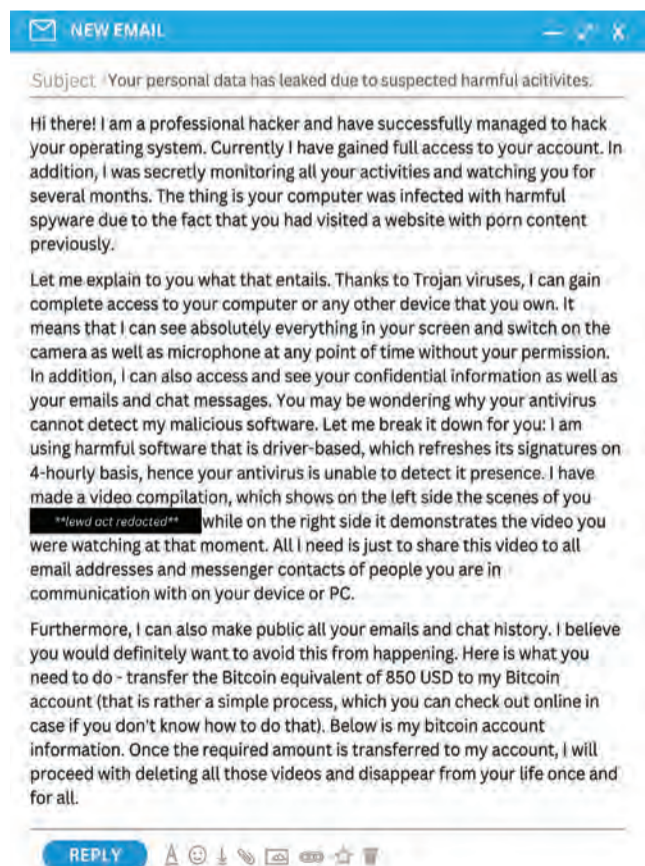 NEW EMAIL
Subject Your personal data has leaked due to suspected harmful acitivites.
Hi there! I am a professional hacker and have successfully managed to hack
your operating system. Currently I have gained full access to your account. In
addition, I was secretly monitoring all your activities and watching you for
several months. The thing is your computer was infected with harmful
spyware due to the fact that you had visited a website with porn content
previously.
Let me explain to you what that entails. Thanks to Trojan viruses, I can gain
complete access to your computer or any other device that you own. It
means that I can see absolutely everything in your screen and switch on the
camera as well as microphone at any point of time without your permission.
In addition, I can also access and see your confidential information as well as
your emails and chat messages. You may be wondering why your antivirus
cannot detect my malicious software. Let me break it down for you: I am
using harmful software that is driver-based, which refreshes its signatures on
4-hourly basis, hence your antivirus is unable to detect it presence. I have
made a video compilation, which shows on the left side the scenes of you
**lewd act redacted** while on the right side it demonstrates the video you
were watching at that moment. All I need is just to share this video to all
email addresses and messenger contacts of people you are in
communication with on your device or PC.
Furthermore, I can also make public all your emails and chat history. I believe
you would definitely want to avoid this from happening. Here is what you
need to do - transfer the Bitcoin equivalent of 850 USD to my Bitcoin
account (that is rather a simple process, which you can check out online in
case if you don't know how to do that). Below is my bitcoin account
information. Once the required amount is transferred to my account, I will
proceed with deleting all those videos and disappear from your life once and
for all.
REPLY